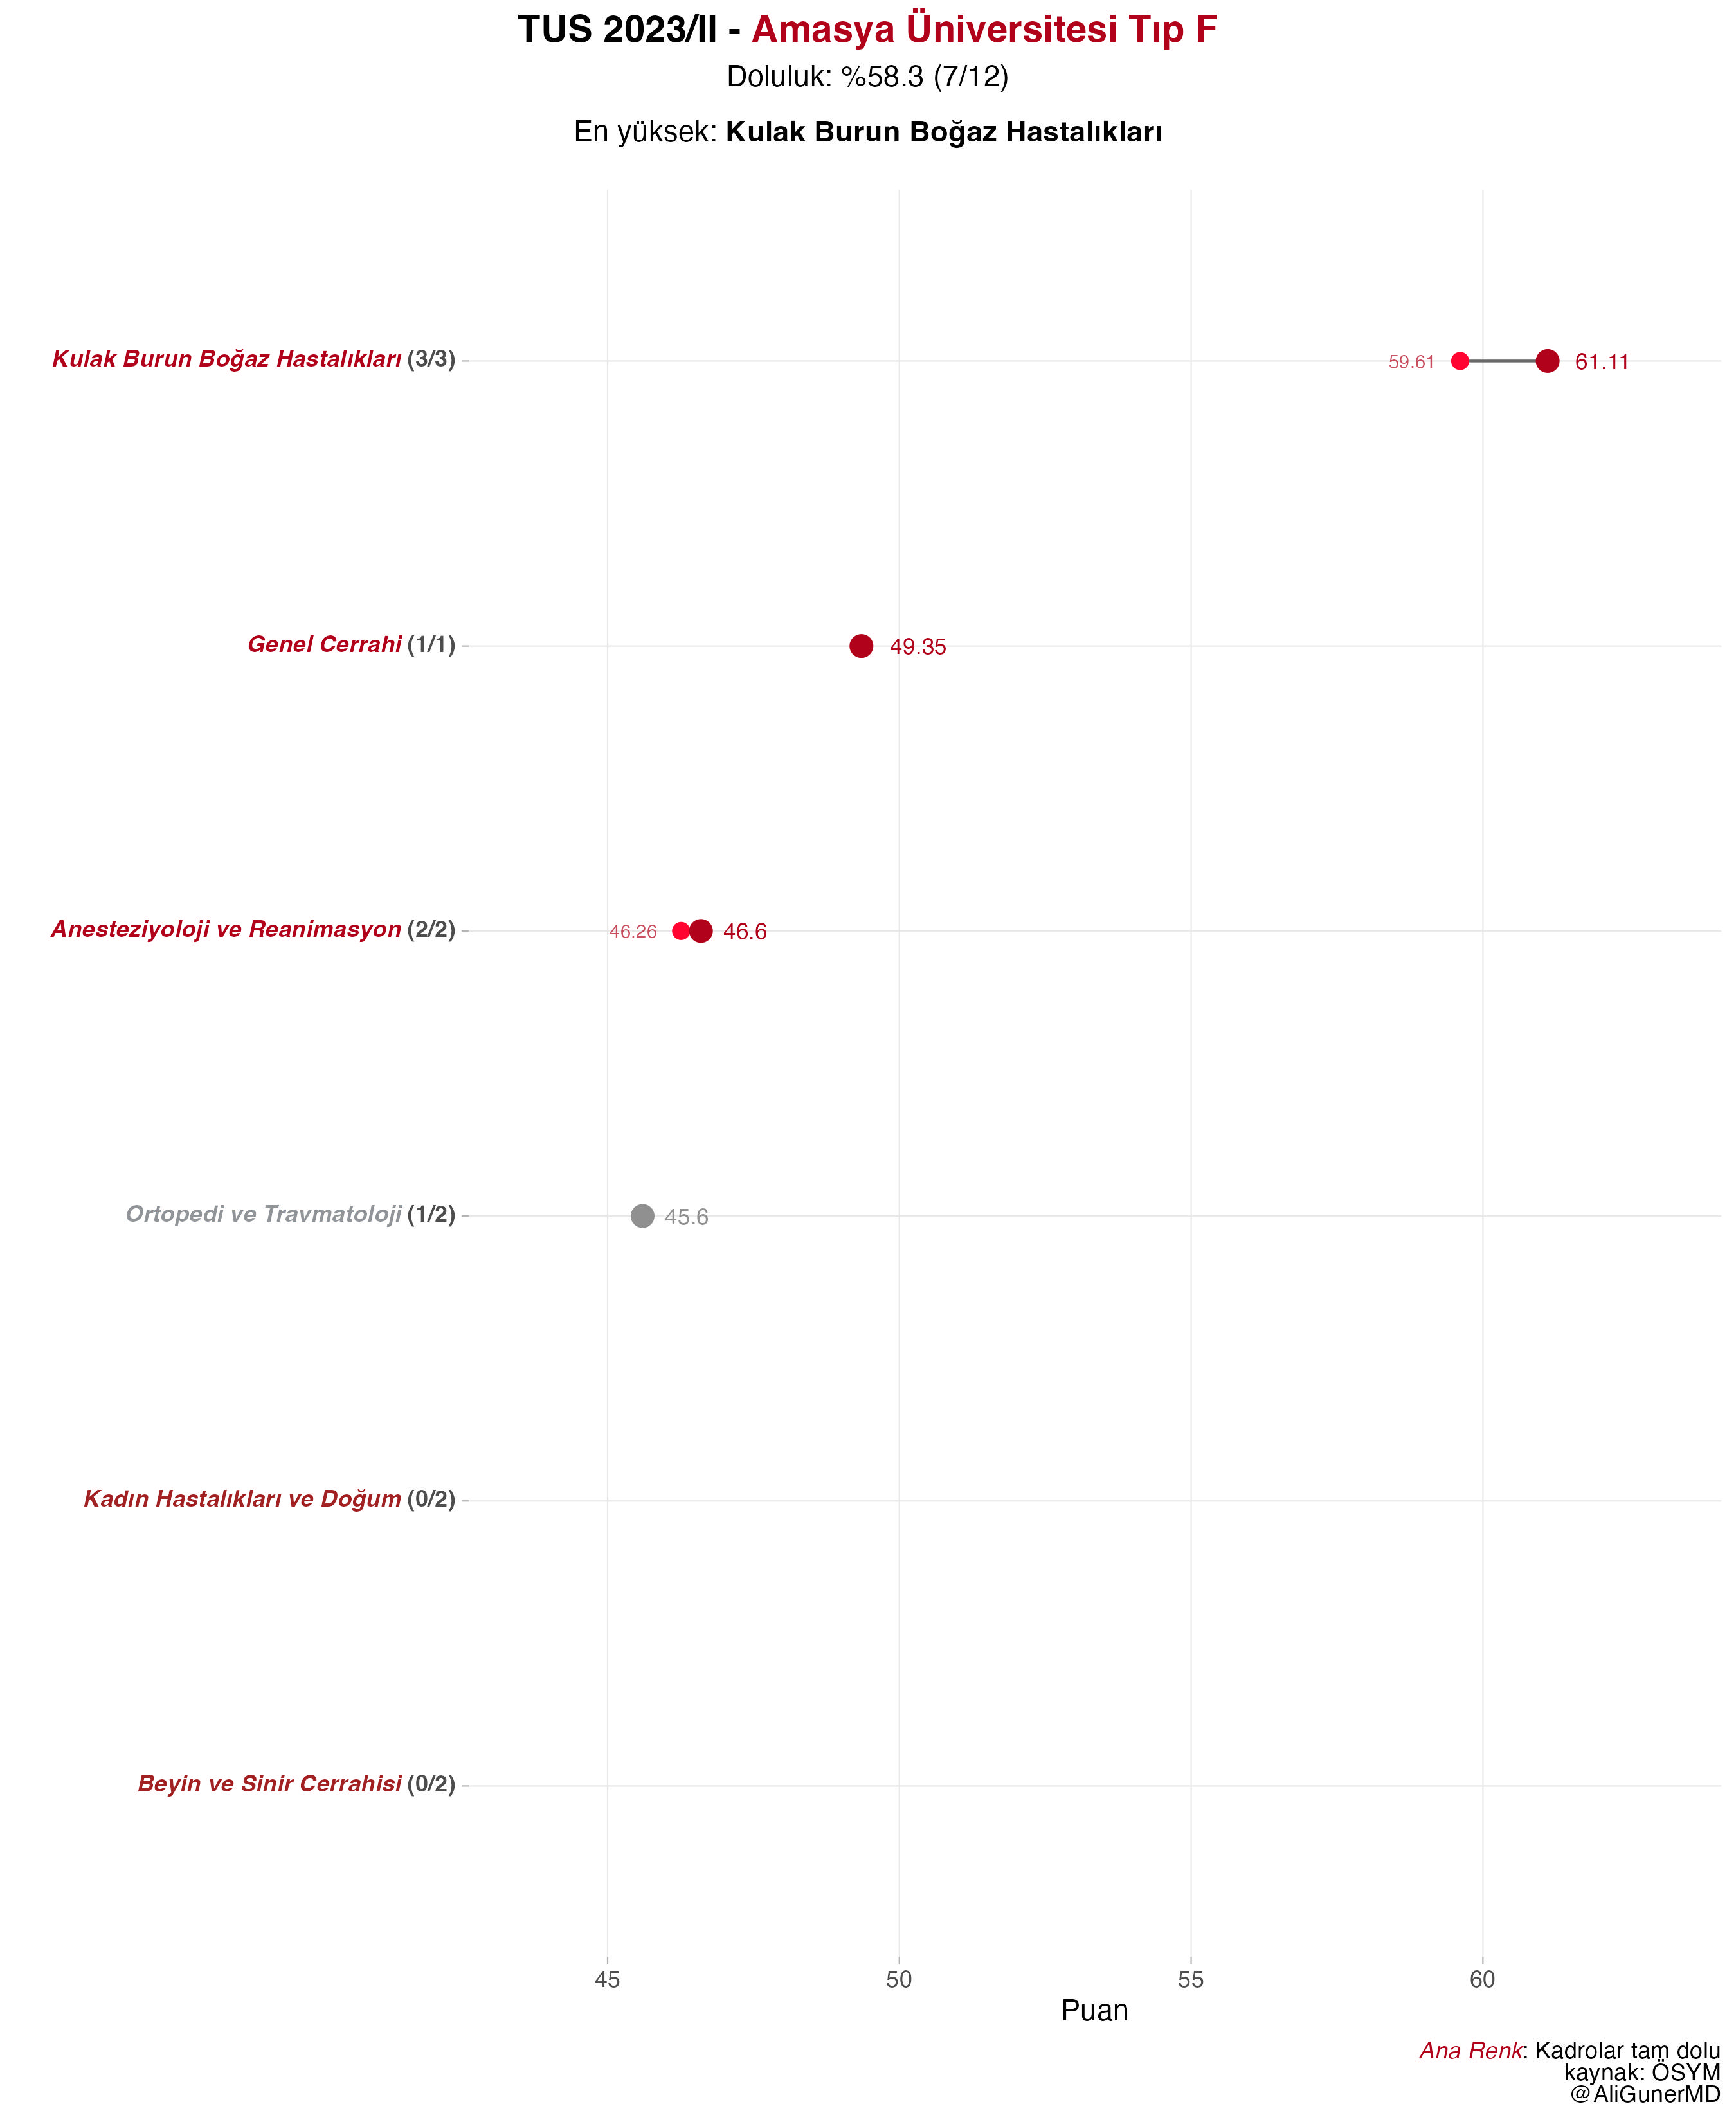 TUS 2023/II - Amasya Üniversitesi Tıp F
Doluluk: %58.3 (7/12)
En yüksek: Kulak Burun Boğaz Hastalıkları
Kulak Burun Boğaz Hastalıkları (3/3) 59.61 61.11
Genel Cerrahi (1/1) 49.35
Anesteziyoloji ve Reanimasyon (2/2) 46.26 46.6
Ortopedi ve Travmatoloji (1/2) 45.6
Kadın Hastalıkları ve Doğum (0/2)
Beyin ve Sinir Cerrahisi (0/2)
45 50 55 60
Puan
Ana Renk: Kadrolar tam dolu
kaynak: ÖSYM
@AliGunerMD